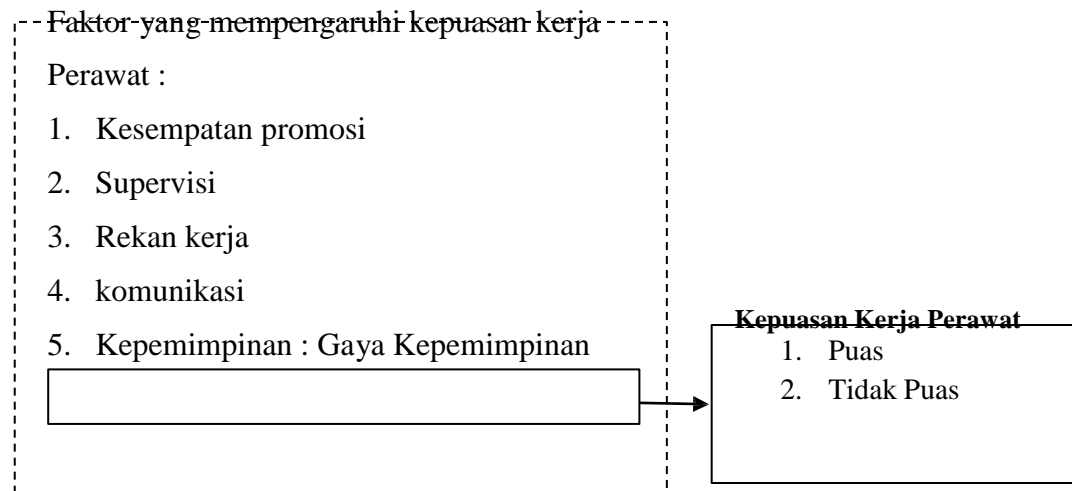 Faktor yang mempengaruhi kepuasan kerja
Perawat :
1. Kesempatan promosi
2. Supervisi
3. Rekan kerja
4. komunikasi
5. Kepemimpinan : Gaya Kepemimpinan
Kepuasan Kerja Perawat
1. Puas
2. Tidak Puas